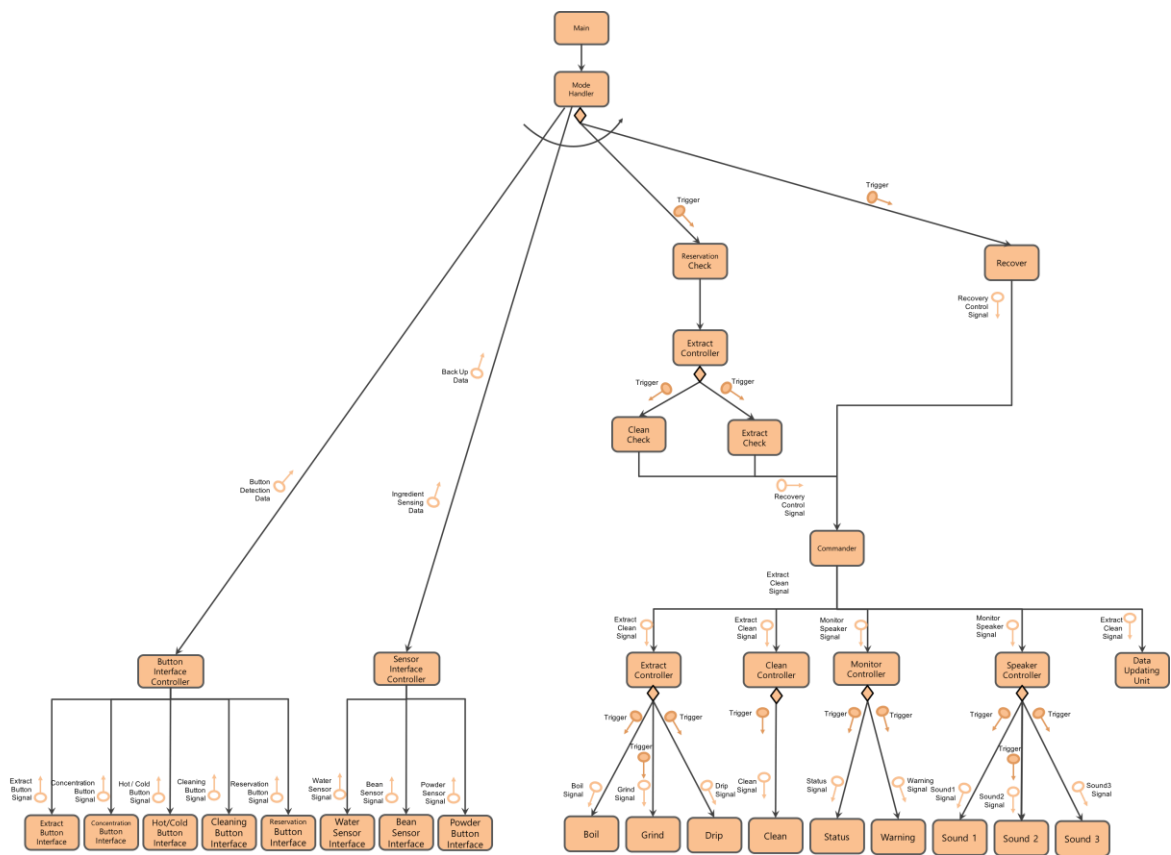 Main
Mode
Handler
Trigger
Trigger
Reservation
Check
Recover
Recovery
Control
Signal
Extract
Controller
Back Up
Data
Trigger
Trigger
Clean
Check
Extract
Check
Button
Detection
Data
Ingredient
Sensing
Data
Recovery
Control
Signal
Commander
Extract
Clean
Signal
Extract
Clean
Signal
Extract
Clean
Signal
Monitor
Speaker
Signal
Monitor
Speaker
Signal
Extract
Clean
Signal
Button
Interface
Controller
Sensor
Interface
Controller
Extract
Controller
Clean
Controller
Monitor
Controller
Speaker
Controller
Data
Updating
Unit
Trigger
Trigger
Trigger
Trigger
Trigger
Trigger
Trigger
Trigger
Trigger
Extract
Button
Signal
Concentration
Button Signal
Hot / Cold
Button
Signal
Cleaning
Button
Signal
Reservation
Button Signal
Water
Sensor
Signal
Bean
Sensor
Signal
Powder
Sensor
Signal
Boil
Signal
Grind
Signal
Drip
Signal
Clean
Signal
Status
Signal
Warning
Signal
Sound1
Signal
Sound2
Signal
Sound3
Signal
Extract
Button
Interface
Concentration
Button
Interface
Hot/Cold
Button
Interface
Cleaning
Button
Interface
Reservation
Button
Interface
Water
Sensor
Interface
Bean
Sensor
Interface
Powder
Button
Interface
Boil
Grind
Drip
Clean
Status
Warning
Sound 1
Sound 2
Sound 3